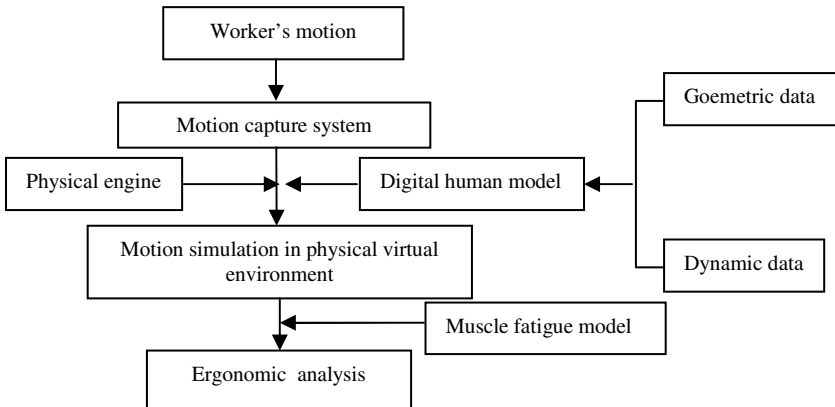 Worker's motion
Goemetric data
Motion capture system
Physical engine
Digital human model
Motion simulation in physical virtual
environment
Dynamic data
Muscle fatigue model
Ergonomic analysis